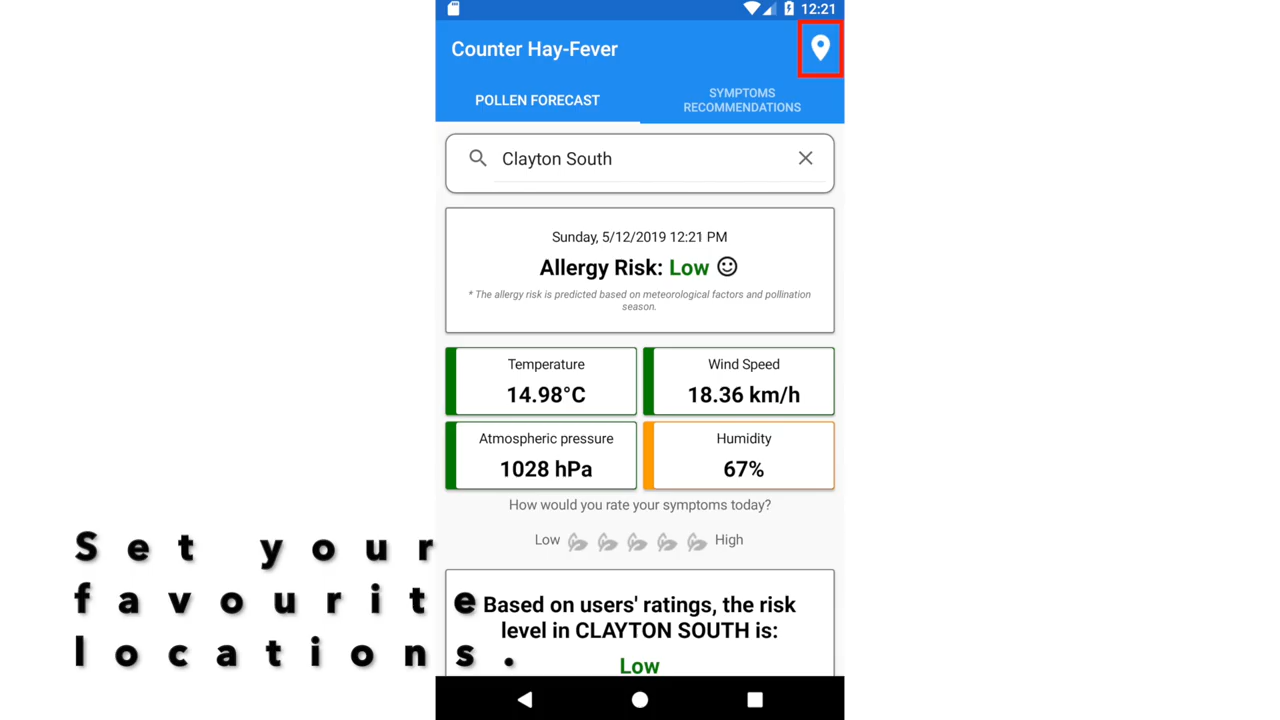 12:21
Counter Hay-Fever
POLLEN FORECAST
SYMPTOMS
RECOMMENDATIONS
Clayton South
Sunday, 5/12/2019 12:21 PM
Allergy Risk: Low
* The allergy risk is predicted based on meteorological factors and pollination
season.
Temperature
14.98°C
Wind Speed
18.36 km/h
Atmospheric pressure
1028 hPa
Humidity
67%
How would you rate your symptoms today?
Low High
Based on users' ratings, the risk
level in CLAYTON SOUTH is:
Low
Set your
favourite
locations.